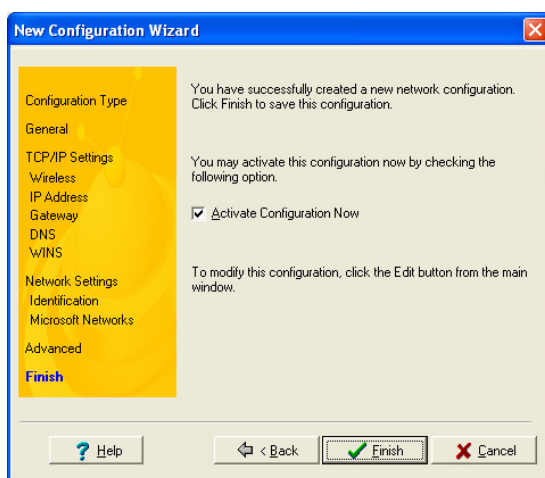 New Configuration Wizard
Configuration Type
General
TCP/IP Settings
Wireless
IP Address
Gateway
DNS
WINS
Network Settings
Identification
Microsoft Networks
Advanced
Finish
You have successfully created a new network configuration.
Click Finish to save this configuration.
You may activate this configuration now by checking the
following option.
Activate Configuration Now
To modify this configuration, click the Edit button from the main
window.
? Help
< Back
Finish
Cancel